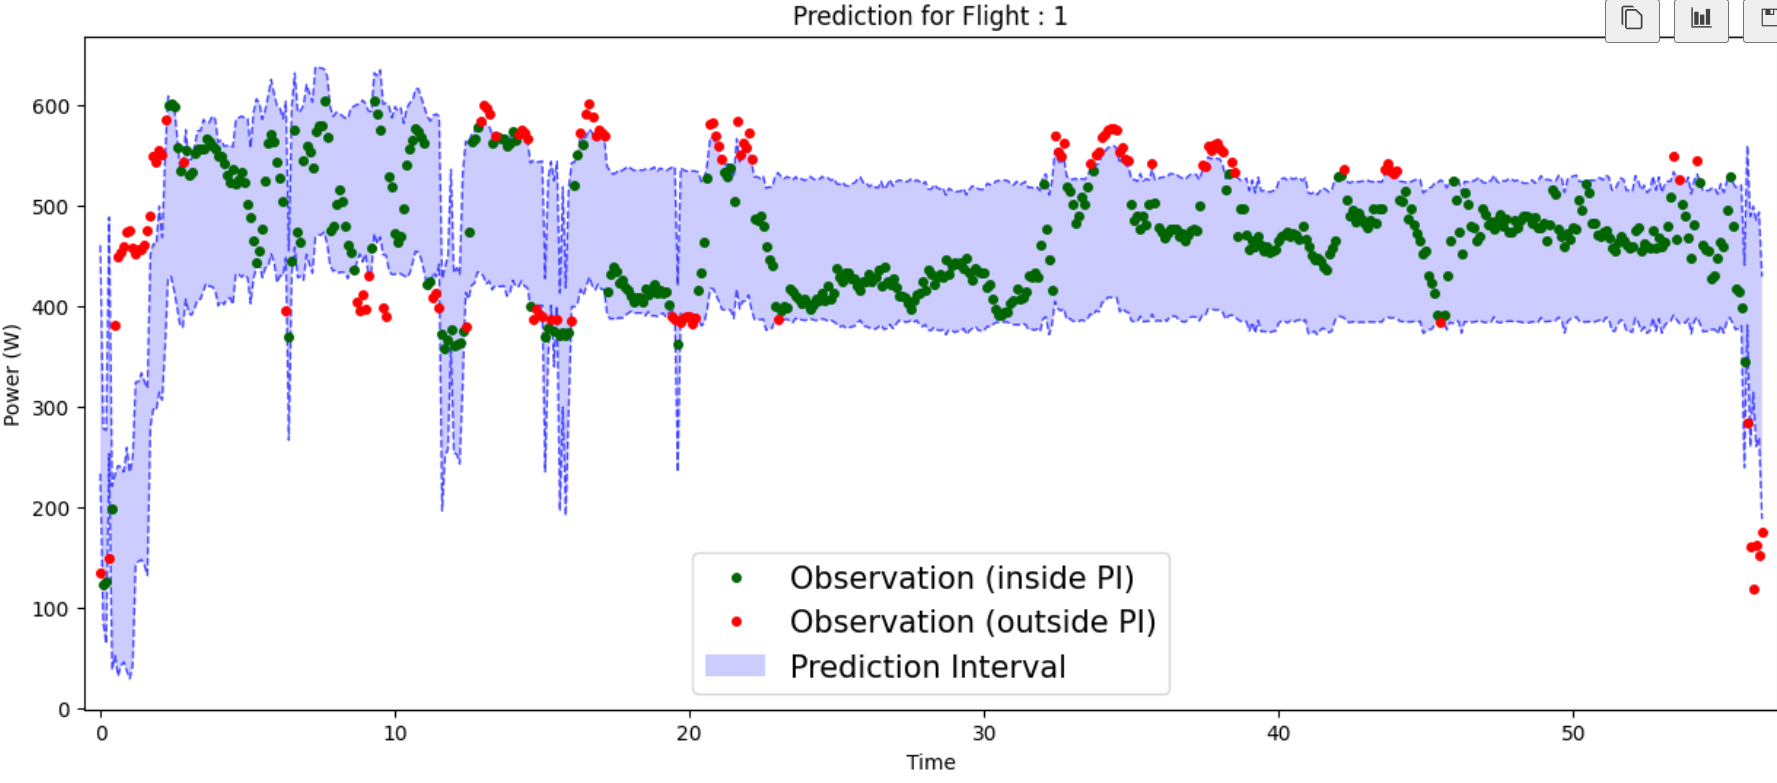 Prediction for Flight : 1
Power (W)
600
500
400
300
200
100
0
0 10 20 30 40 50
Time
Observation (inside PI)
Observation (outside PI)
Prediction Interval